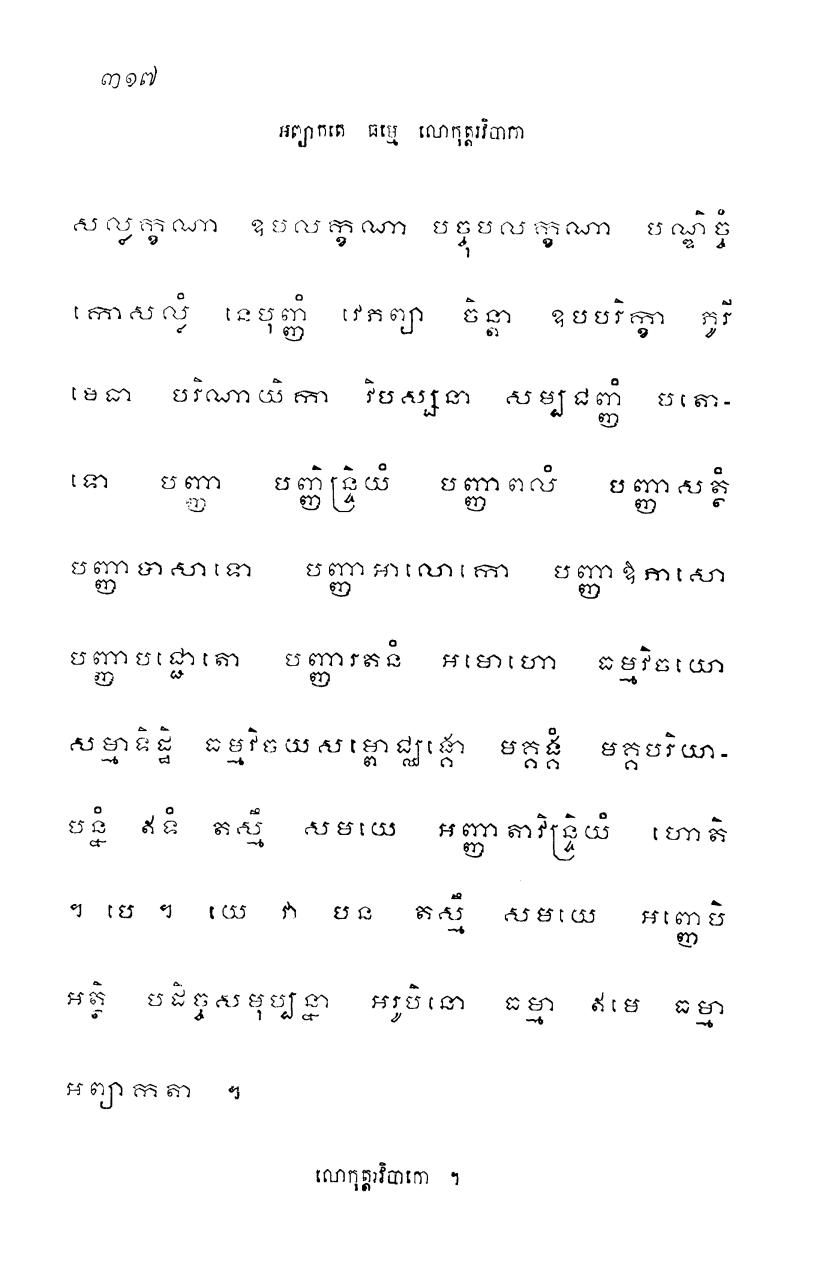 ៣១៧
អព្យាកតេ ធម្មេ លោកុត្តរវិបាកា
សល្លក្ខណា ឧបលក្ខណា បច្ចុបលក្ខណា បណ្ឌិច្ចំ
កោសល្លំ នេបុញ្ញំ វេភព្យា ចិន្តា ឧបបរិក្ខា ភូរី
មេធា បរិណាយិកា វិបស្សនា សម្បជញ្ញំ បតោ-
ទោ បញ្ញា បញ្ញិន្ទ្រិយំ បញ្ញាពលំ បញ្ញាសត្ថំ
បញ្ញាបាសាទោ បញ្ញាអាលោកោ បញ្ញាឱភាសោ
បញ្ញាបជ្ជោតោ បញ្ញារតនំ អមោហោ ធម្មវិចយោ
សម្មាទិដ្ឋិ ធម្មវិចយសម្ពោជ្ឈង្គោ មគ្គង្គំ មគ្គបរិយា-
បន្នំ ឥទំ តស្មឹ សមយេ អញ្ញាតាវិន្ទ្រិយំ ហោតិ
។ បេ ។ យេ វា បន តស្មឹ សមយេ អញ្ញេបិ
អត្ថិ បដិច្ចសមុប្បន្នា អរូបិនោ ធម្មា ឥមេ ធម្មា
អព្យាកតា ៕
លោកុត្តរវិបាកោ ។